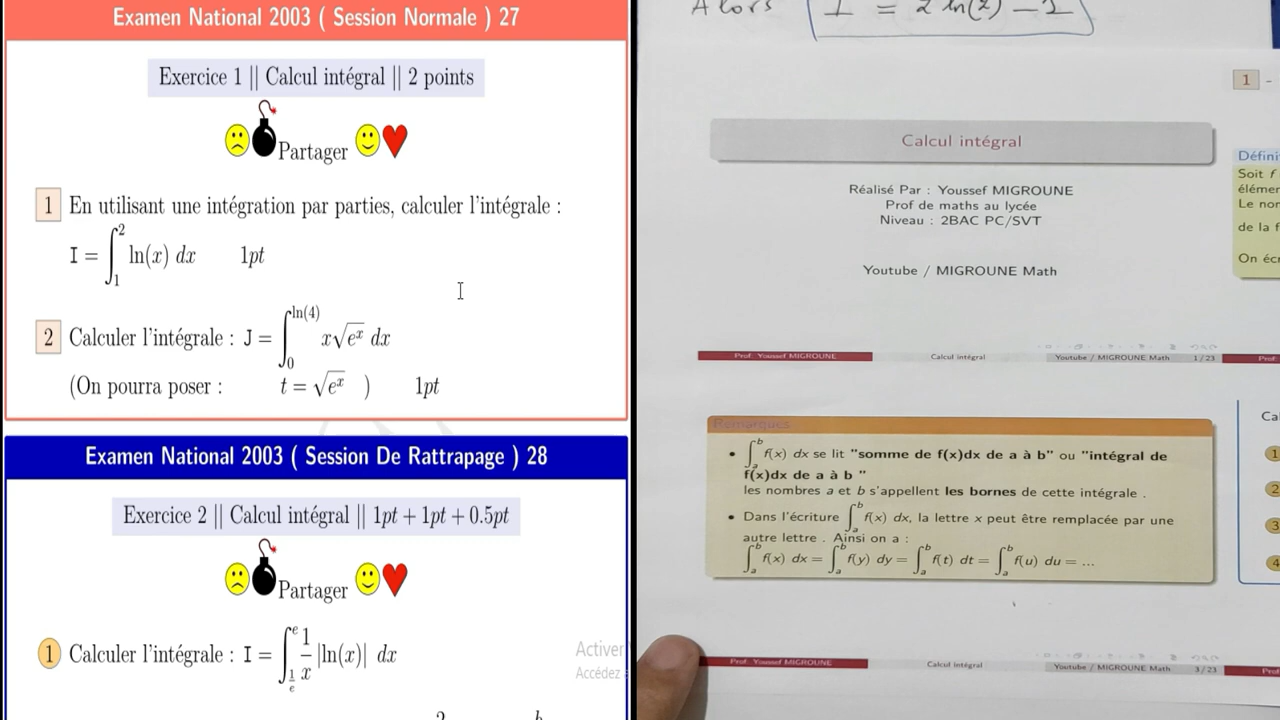 Examen National 2003 ( Session Normale ) 27
Exercice 1 || Calcul intégral || 2 points
Partager
1 En utilisant une intégration par parties, calculer l'intégrale :
I = ∫₁² ln(x) dx 1pt
2 Calculer l'intégrale : J = ∫₀^{ln(4)} x√(eˣ) dx
(On pourra poser : t = √(eˣ) ) 1pt
Examen National 2003 ( Session De Rattrapage ) 28
Exercice 2 || Calcul intégral || 1pt + 1pt + 0.5pt
Partager
1 Calculer l'intégrale : I = ∫_{1/e}^{e} 1/x |ln(x)| dx
Activer
Accédez
Alors I = 2 ln(2) − 1
1 -
Calcul intégral
Réalisé Par : Youssef MIGROUNE
Prof de maths au lycée
Niveau : 2BAC PC/SVT
Youtube / MIGROUNE Math
Prof. Youssef MIGROUNE Calcul intégral Youtube / MIGROUNE Math 1/23
Soit f
Le
de la f
On
Remarques
• ∫ₐᵇ f(x) dx se lit "somme de f(x)dx de a à b" ou "intégral de
f(x)dx de a à b "
les nombres a et b s'appellent les bornes de cette intégrale .
• Dans l'écriture ∫ₐᵇ f(x) dx, la lettre x peut être remplacée par une
autre lettre . Ainsi on a :
∫ₐᵇ f(x) dx = ∫ₐᵇ f(y) dy = ∫ₐᵇ f(t) dt = ∫ₐᵇ f(u) du = ...
1
2
3
4
Prof. Youssef MIGROUNE Calcul intégral Youtube / MIGROUNE Math 3/23